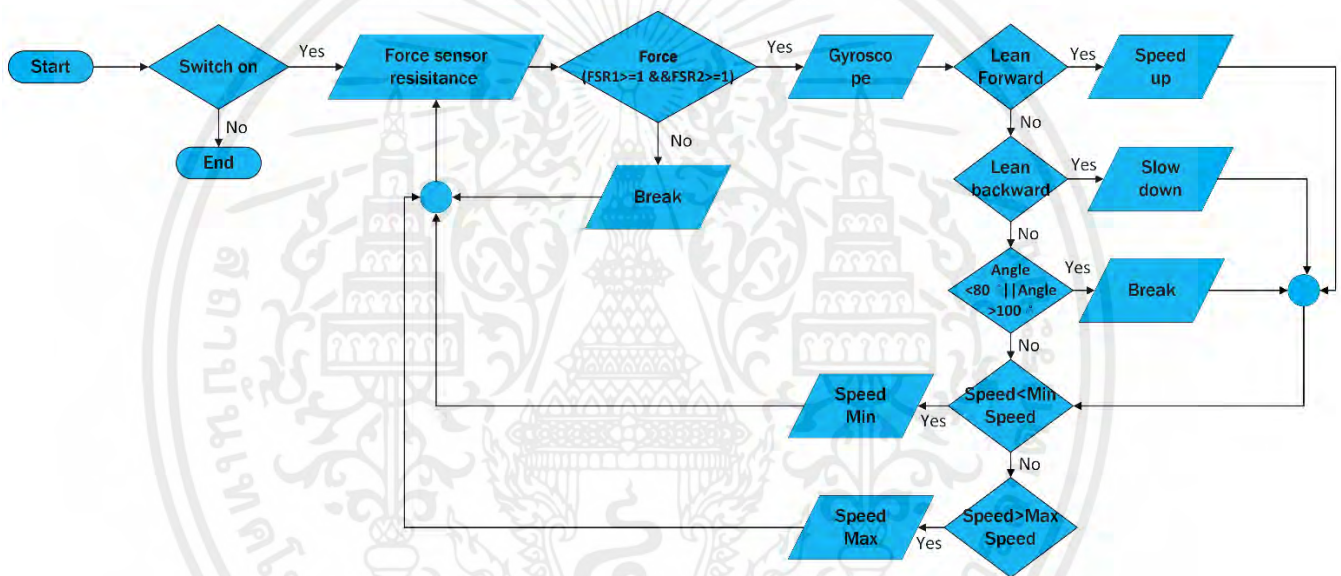 Start
Switch on
Yes
No
End
Force sensor
resisitance
Force
(FSR1>=1 &&FSR2>=1)
Yes
No
Break
Gyrosco
pe
Lean
Forward
Yes
Speed
up
No
Lean
backward
Yes
Slow
down
No
Angle
<80 ||Angle
>100
Yes
Break
No
Speed<Min
Speed
Yes
Speed
Min
No
Speed>Max
Speed
Yes
Speed
Max